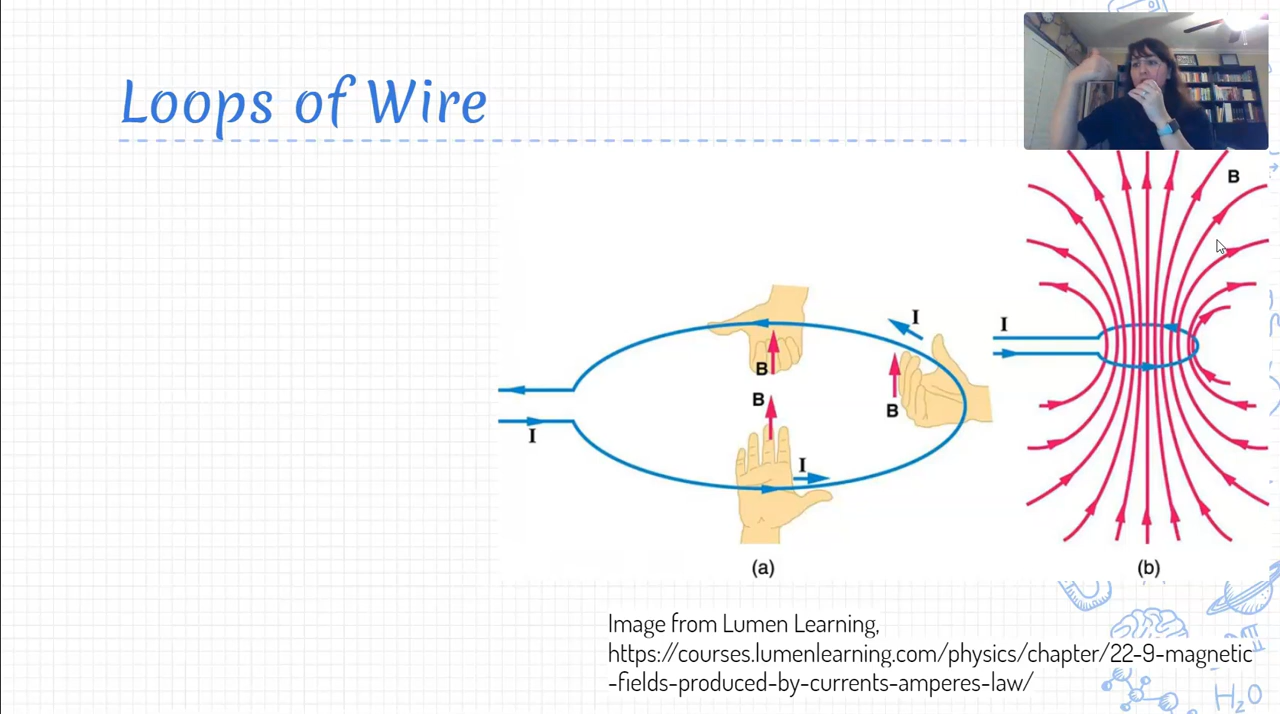 Loops of Wire
B
I
I
B
B
B
I
I
(a)
(b)
Image from Lumen Learning,
https://courses.lumenlearning.com/physics/chapter/22-9-magnetic
-fields-produced-by-currents-amperes-law/
H₂O